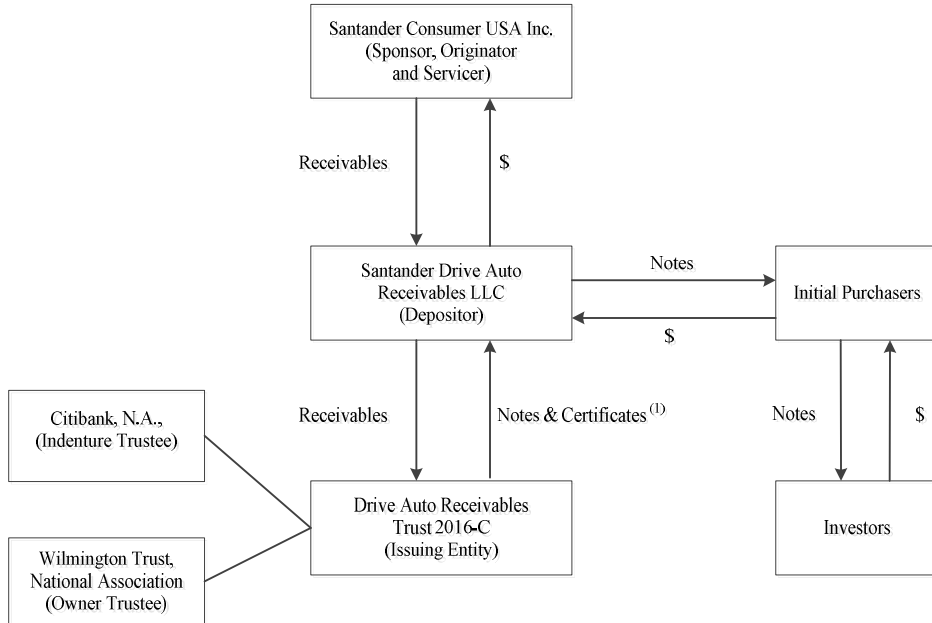 Santander Consumer USA Inc.
(Sponsor, Originator
and Servicer)
Receivables
$
Santander Drive Auto
Receivables LLC
(Depositor)
Notes
$
Initial Purchasers
Receivables
Notes & Certificates (1)
Notes
$
Citibank, N.A.,
(Indenture Trustee)
Drive Auto Receivables
Trust 2016-C
(Issuing Entity)
Investors
Wilmington Trust,
National Association
(Owner Trustee)